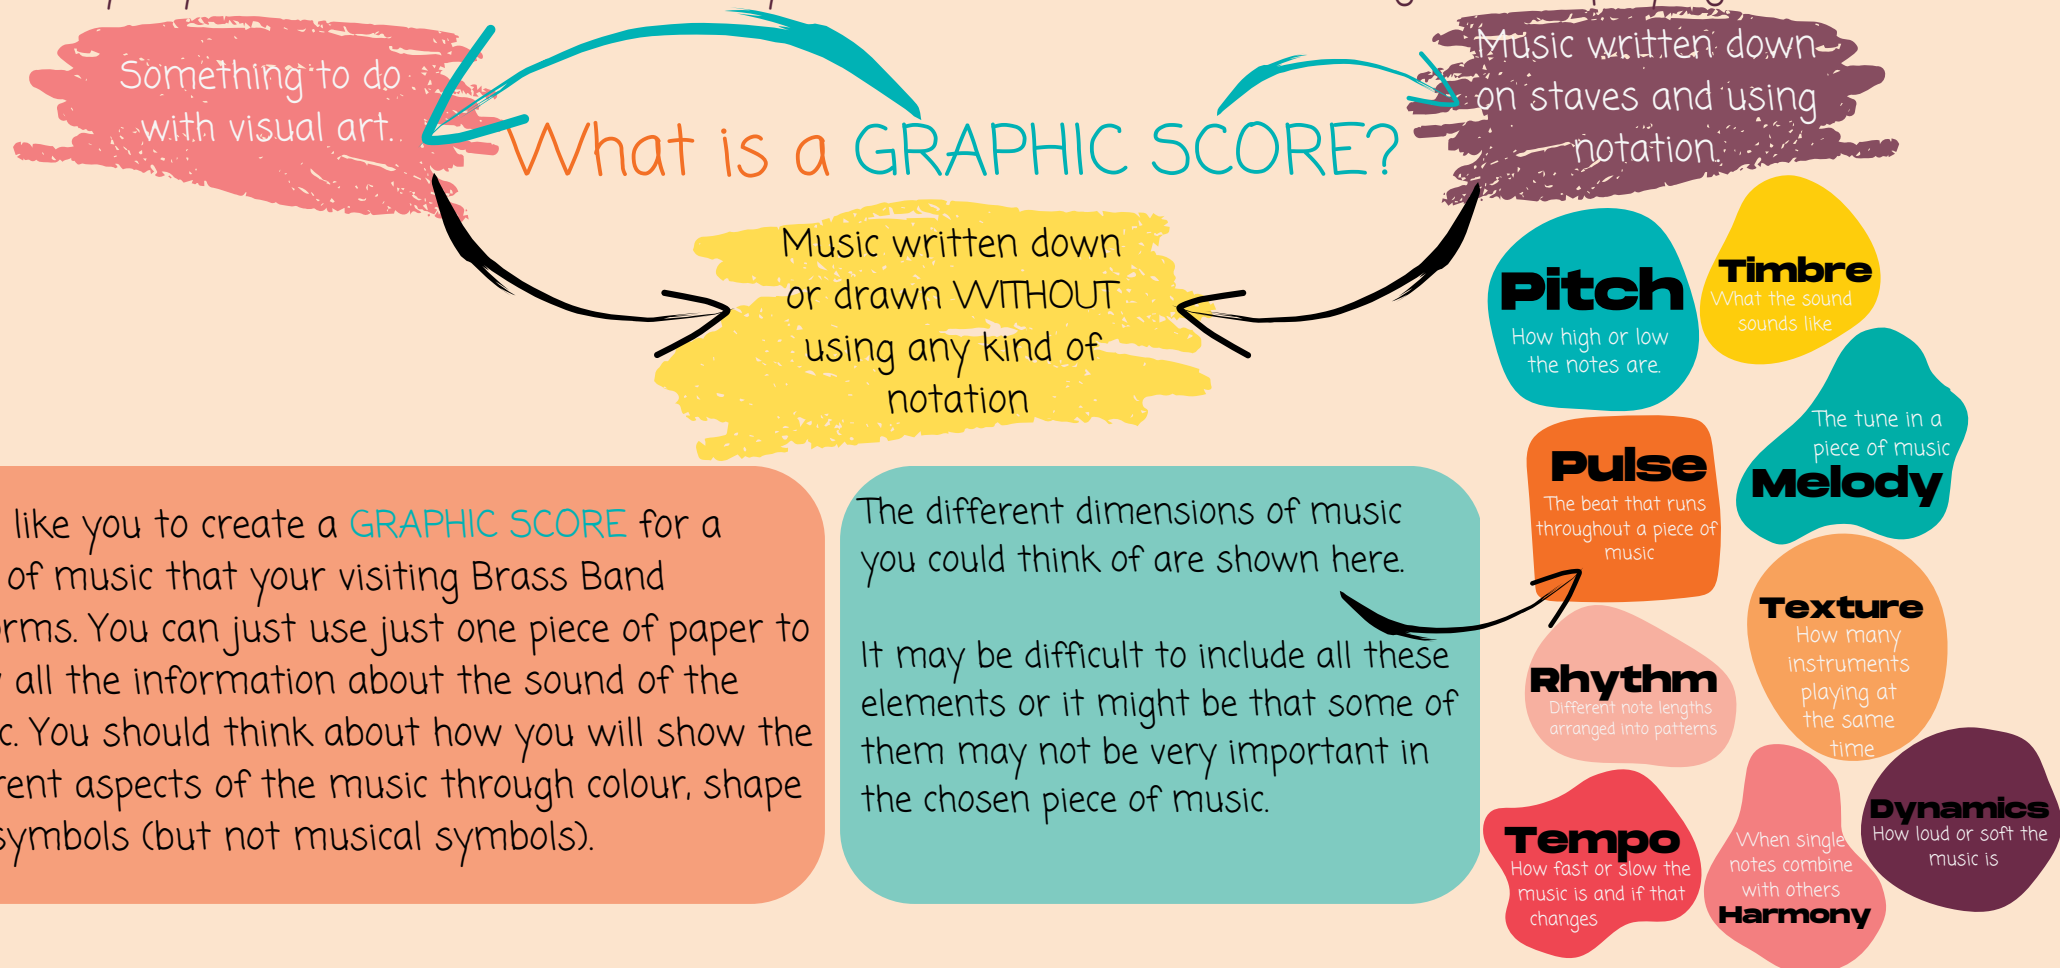 Something to do
with visual art.
What is a GRAPHIC SCORE?
Music written down
on staves and using
notation.
Music written down
or drawn WITHOUT
using any kind of
notation
like you to create a GRAPHIC SCORE for a
of music that your visiting Brass Band
You can just use just one piece of paper to
all the information about the sound of the
You should think about how you will show the
aspects of the music through colour, shape
symbols (but not musical symbols).
The different dimensions of music
you could think of are shown here.
It may be difficult to include all these
elements or it might be that some of
them may not be very important in
the chosen piece of music.
Pitch
How high or low
the notes are.
Timbre
What the sound
sounds like
The tune in a
piece of music
Melody
Pulse
The beat that runs
throughout a piece of
music
Texture
How many
instruments
playing at
the same
time
Rhythm
Different note lengths
arranged into patterns
Tempo
How fast or slow the
music is and if that
changes
When single
notes combine
with others
Harmony
Dynamics
How loud or soft the
music is